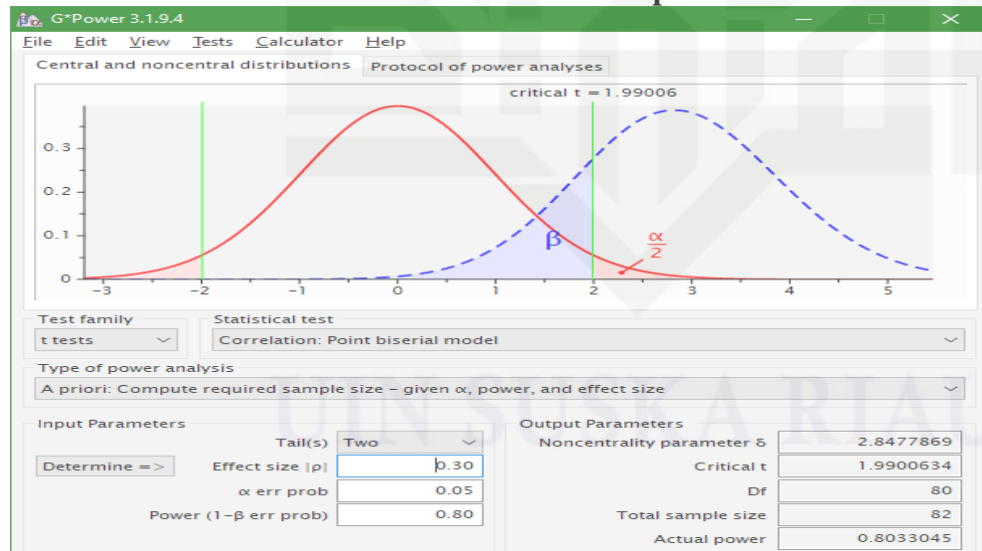 G*Power 3.1.9.4
File Edit View Tests Calculator Help
Central and noncentral distributions Protocol of power analyses
critical t = 1.99006
0.3
0.2
0.1
0
β
α
2
-3 -2 -1 0 1 2 3 4 5
Test family Statistical test
t tests Correlation: Point biserial model
Type of power analysis
A priori: Compute required sample size – given α, power, and effect size
UIN SUSKA RIAU
Input Parameters Output Parameters
Tail(s) Two Noncentrality parameter δ 2.8477869
Determine => Effect size |ρ| 0.30 Critical t 1.9900634
α err prob 0.05 Df 80
Power (1-β err prob) 0.80 Total sample size 82
Actual power 0.8033045